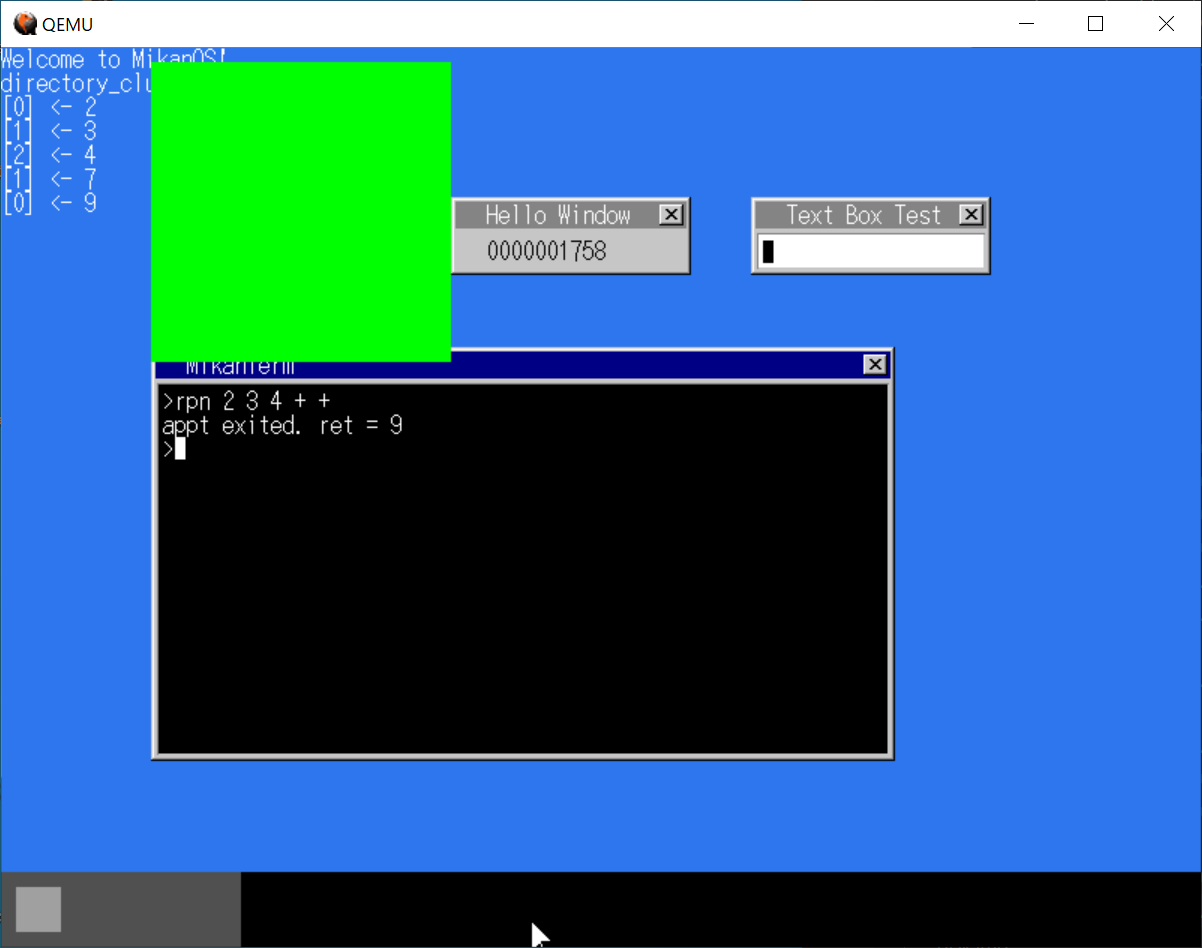 QEMU
Welcome to MikanOS!
directory_clu
[0] <- 2
[1] <- 3
[2] <- 4
[1] <- 7
[0] <- 9
Hello Window
0000001758
Text Box Test
MikanTerm
>rpn 2 3 4 + +
appt exited. ret = 9
>